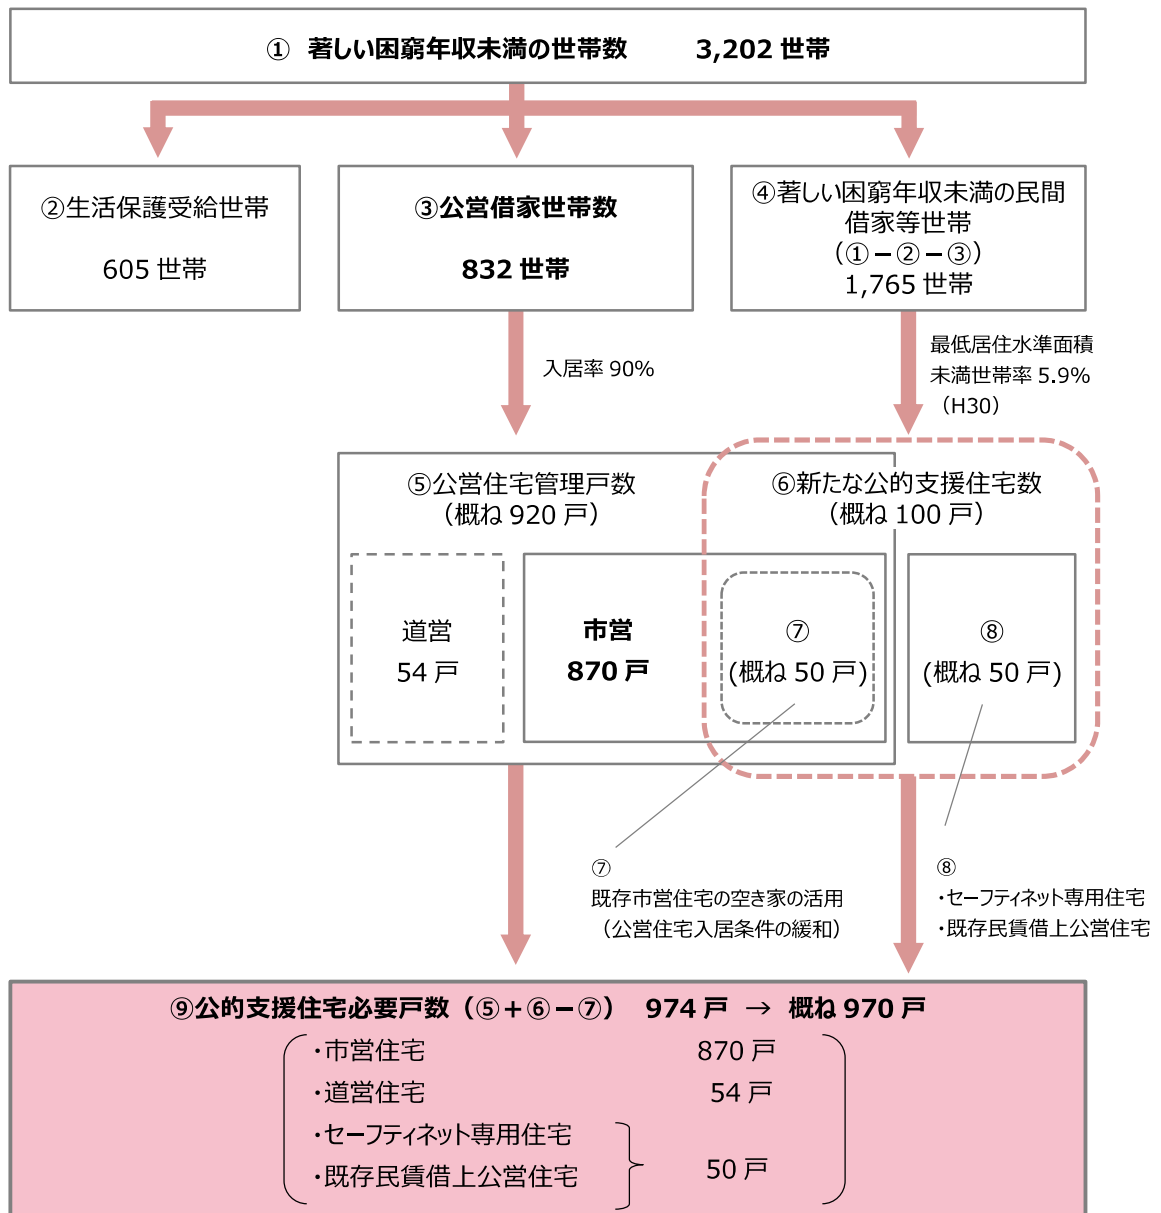 ① 著しい困窮年収未満の世帯数 3,202 世帯
②生活保護受給世帯
605 世帯
③公営借家世帯数
832 世帯
④著しい困窮年収未満の民間
借家等世帯
（①－②－③）
1,765 世帯
入居率 90%
最低居住水準面積
未満世帯率 5.9%
（H30）
⑤公営住宅管理戸数
（概ね 920 戸）
⑥新たな公的支援住宅数
（概ね 100 戸）
道営
54 戸
市営
870 戸
⑦
(概ね 50 戸)
⑧
(概ね 50 戸)
⑦
既存市営住宅の空き家の活用
（公営住宅入居条件の緩和）
⑧
・セーフティネット専用住宅
・既存民賃借上公営住宅
⑨公的支援住宅必要戸数（⑤＋⑥－⑦） 974 戸 → 概ね 970 戸
・市営住宅 870 戸
・道営住宅 54 戸
・セーフティネット専用住宅
・既存民賃借上公営住宅
50 戸